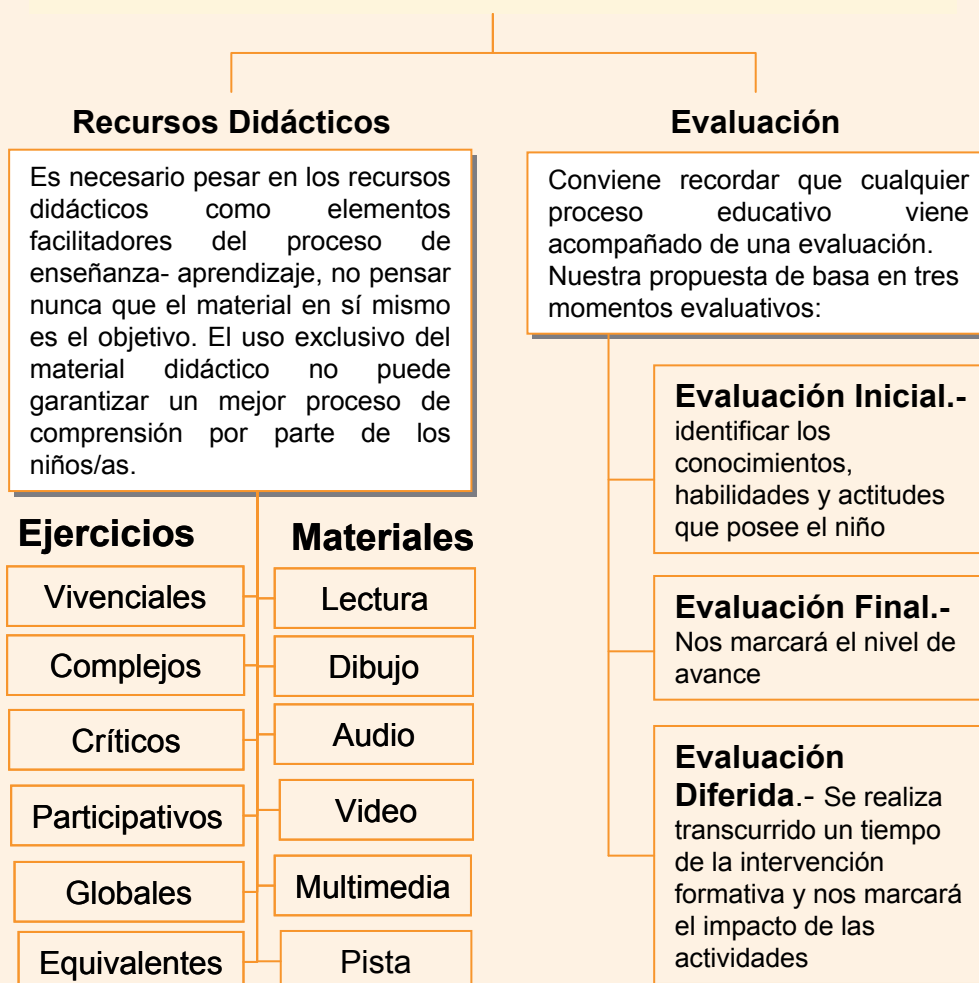 Recursos Didácticos
Es necesario pesar en los recursos
didácticos como elementos
facilitadores del proceso de
enseñanza- aprendizaje, no pensar
nunca que el material en sí mismo
es el objetivo. El uso exclusivo del
material didáctico no puede
garantizar un mejor proceso de
comprensión por parte de los
niños/as.
Ejercicios
Vivenciales
Complejos
Críticos
Participativos
Globales
Equivalentes
Materiales
Lectura
Dibujo
Audio
Video
Multimedia
Pista
Evaluación
Conviene recordar que cualquier
proceso educativo viene
acompañado de una evaluación.
Nuestra propuesta de basa en tres
momentos evaluativos:
Evaluación Inicial.-
identificar los
conocimientos,
habilidades y actitudes
que posee el niño
Evaluación Final.-
Nos marcará el nivel de
avance
Evaluación
Diferida.- Se realiza
transcurrido un tiempo
de la intervención
formativa y nos marcará
el impacto de las
actividades